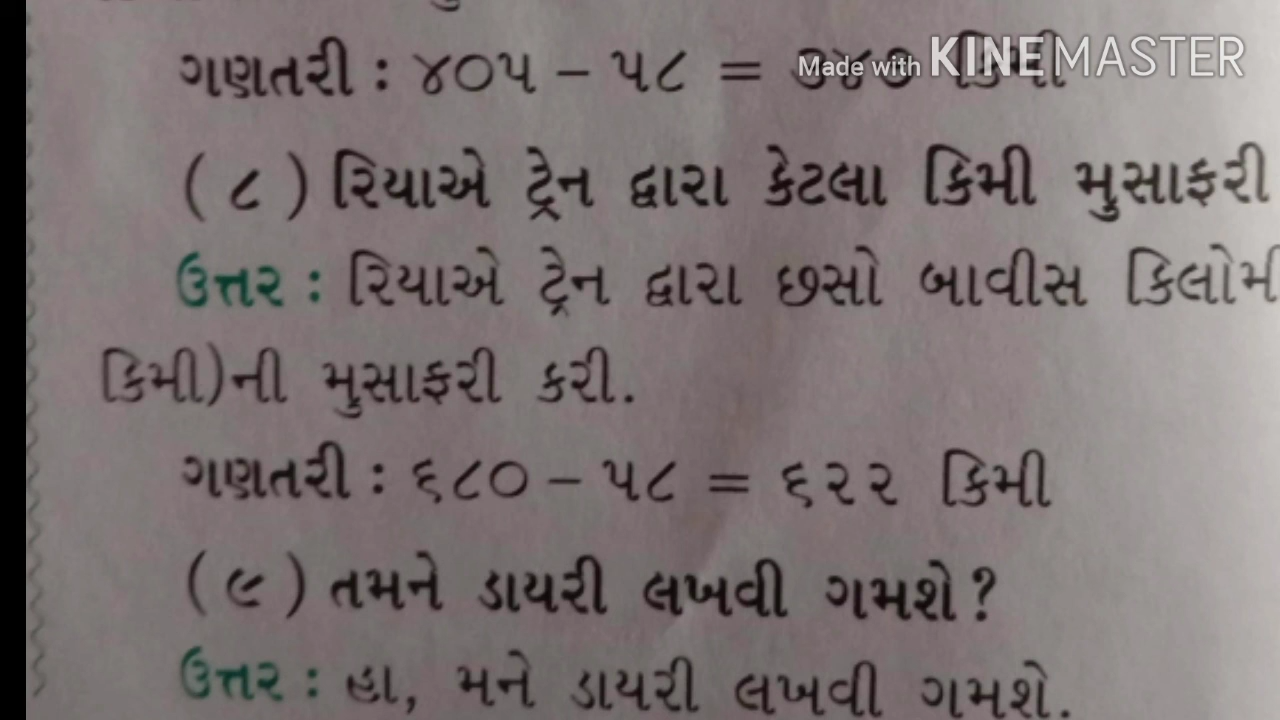 ગણતરી : ૪૦૫ – ૫૮ = ૩૪૭ કિમી
Made with KINEMASTER
(૮) રિયાએ ટ્રેન દ્વારા કેટલા કિમી મુસાફરી
ઉત્તર : રિયાએ ટ્રેન દ્વારા છસો બાવીસ
કિમી)ની મુસાફરી કરી.
ગણતરી : ૬૮૦ – ૫૮ = ૬૨૨ કિમી
(૯) તમને ડાયરી લખવી ગમશે?
ઉત્તર : હા, મને ડાયરી લખવી ગમશે.